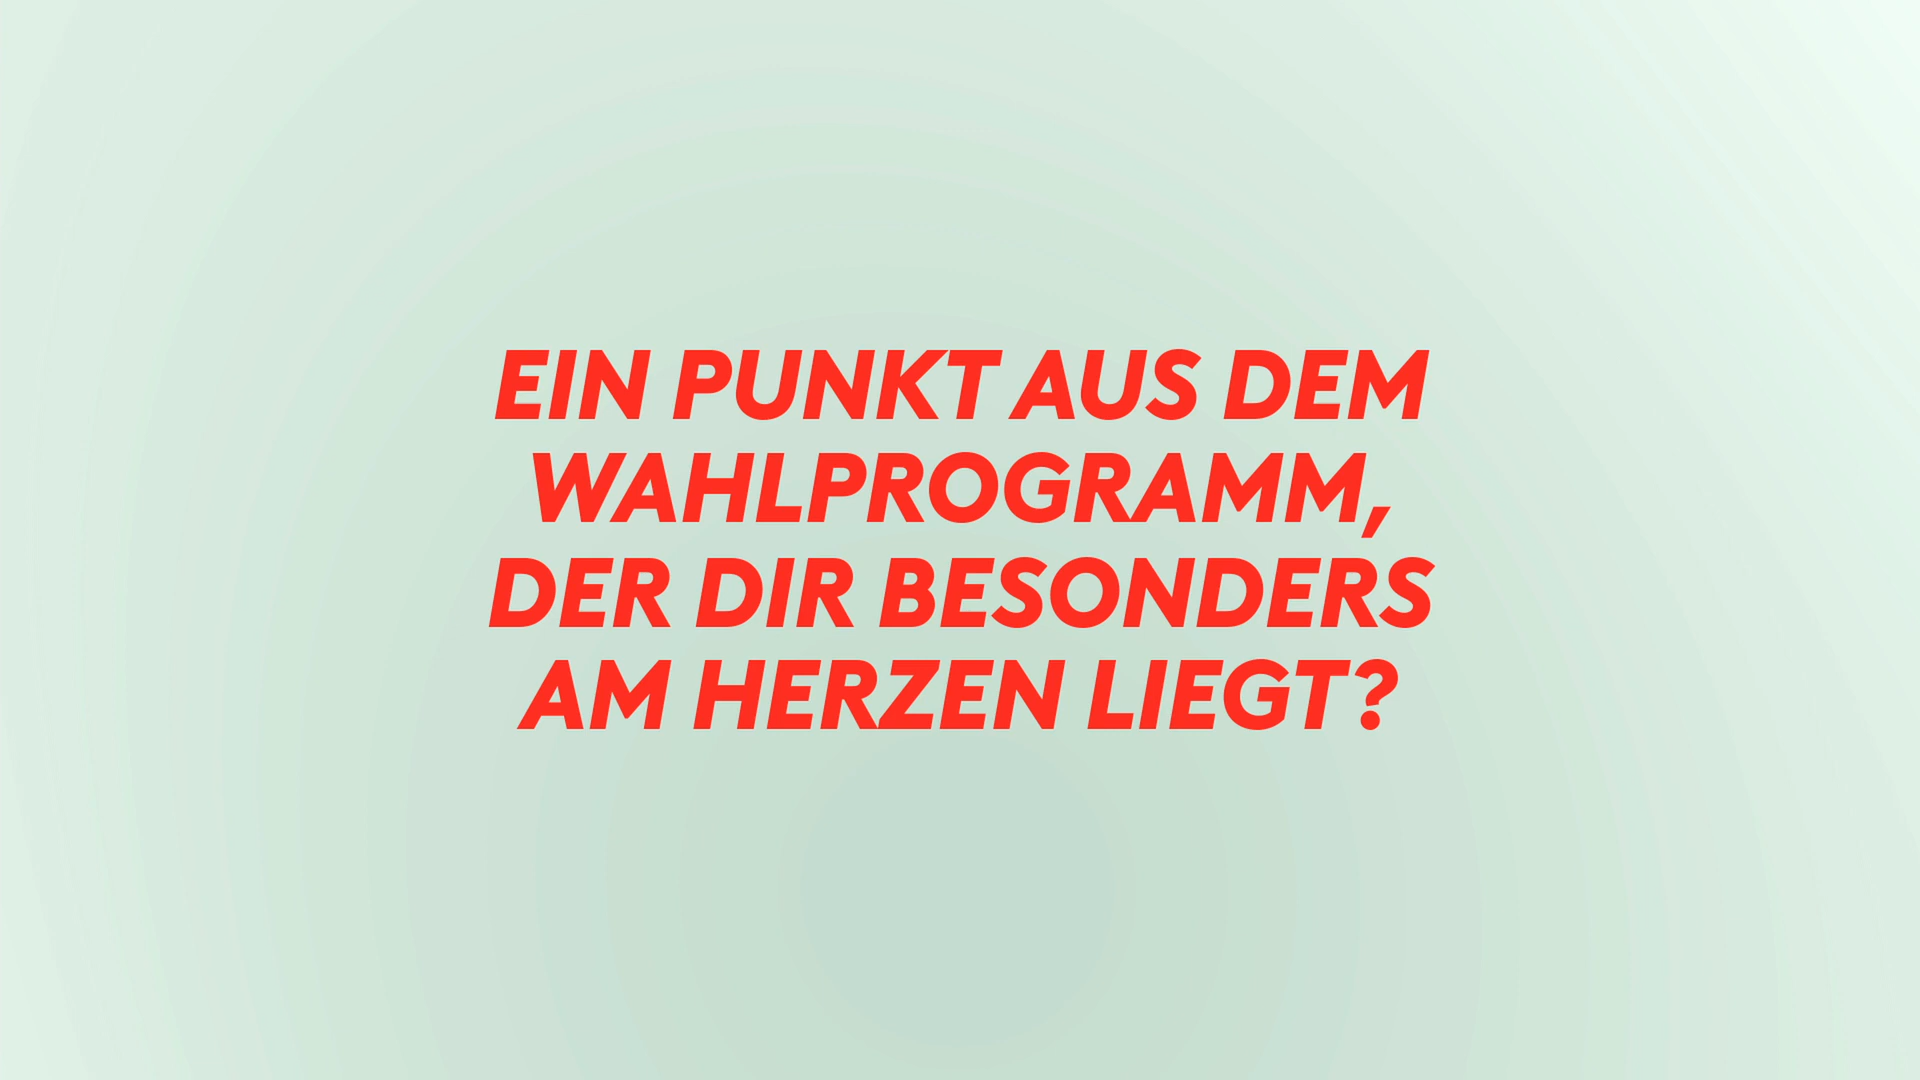 EIN PUNKT AUS DEM
WAHLPROGRAMM,
DER DIR BESONDERS
AM HERZEN LIEGT?